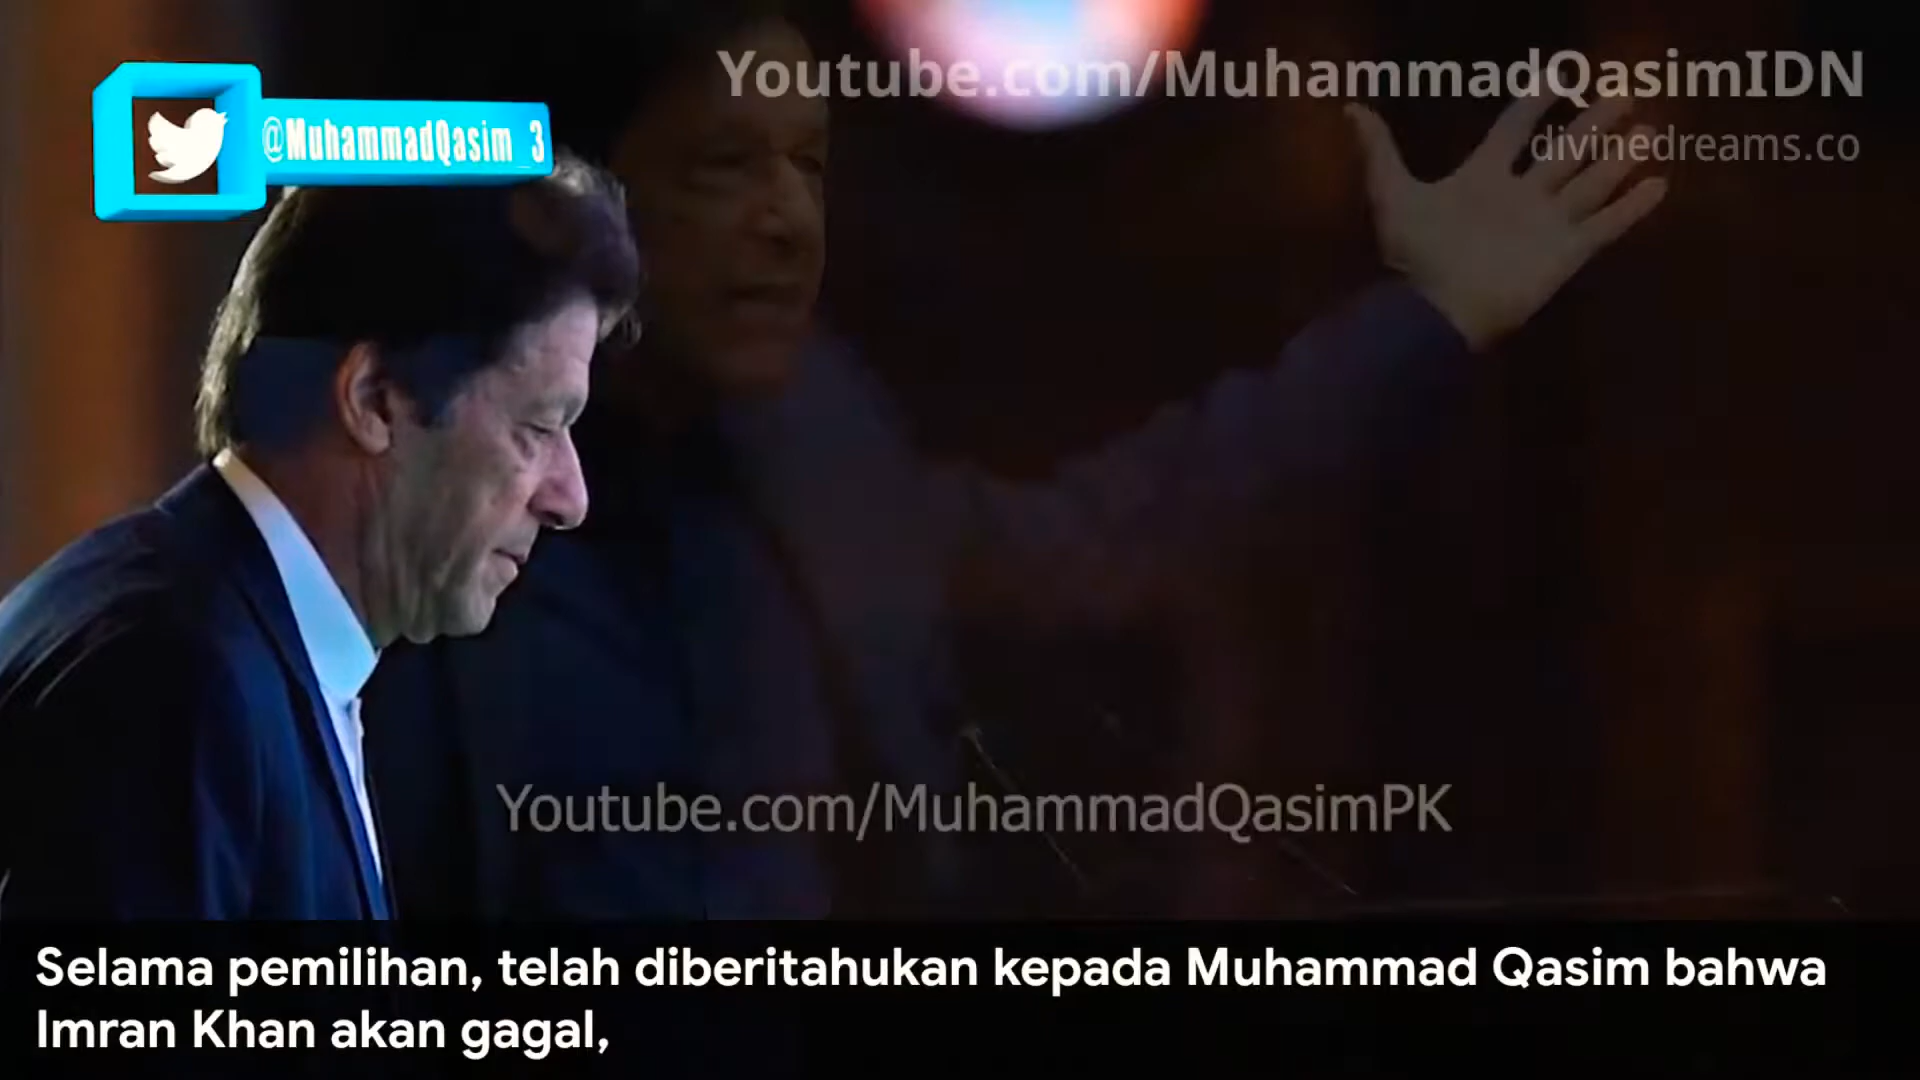 Youtube.com/MuhammadQasimIDN
divinedreams.co
@MuhammadQasim_3
Youtube.com/MuhammadQasimPK
Selama pemilihan, telah diberitahukan kepada Muhammad Qasim bahwa
Imran Khan akan gagal,